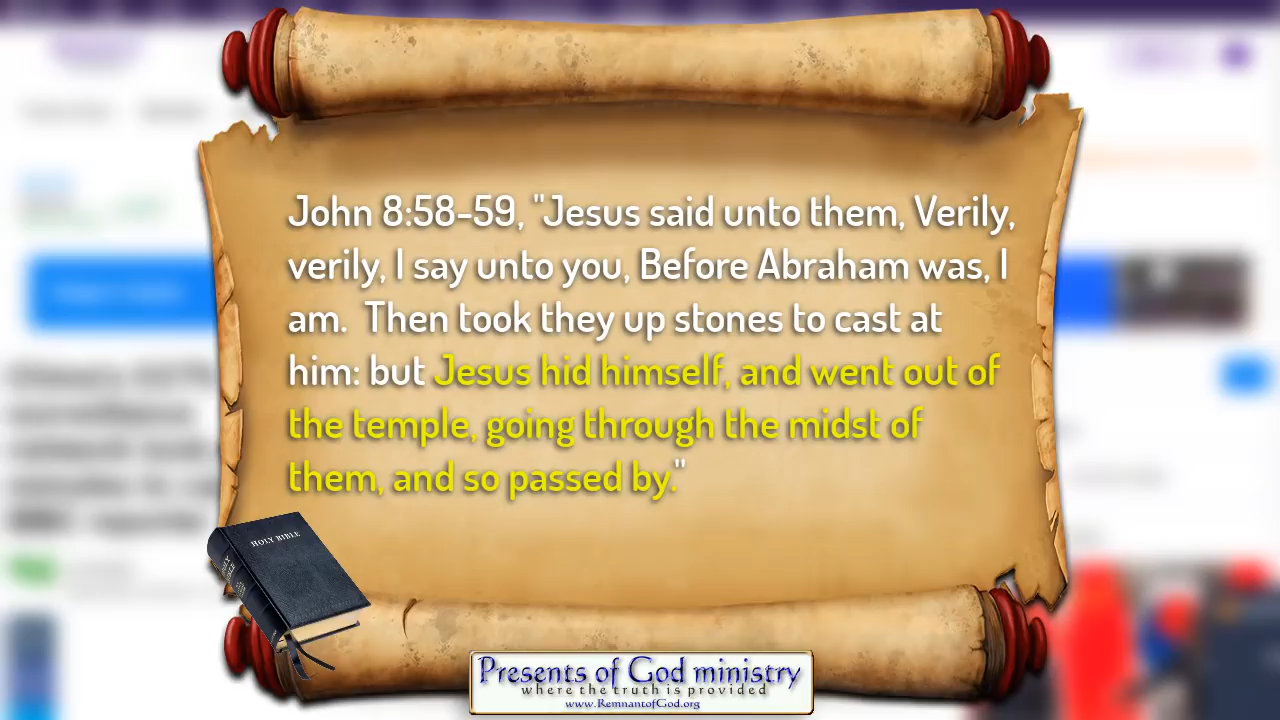 John 8:58-59, "Jesus said unto them, Verily,
verily, I say unto you, Before Abraham was, I
am.  Then took they up stones to cast at
him: but Jesus hid himself, and went out of
the temple, going through the midst of
them, and so passed by."
HOLY BIBLE
Presents of God ministry
where the truth is provided
www.RemnantofGod.org